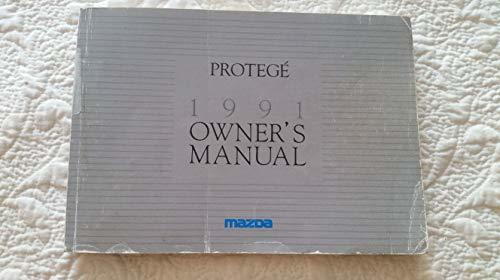 PROTEGÉ
1991
OWNER'S
MANUAL
mazda